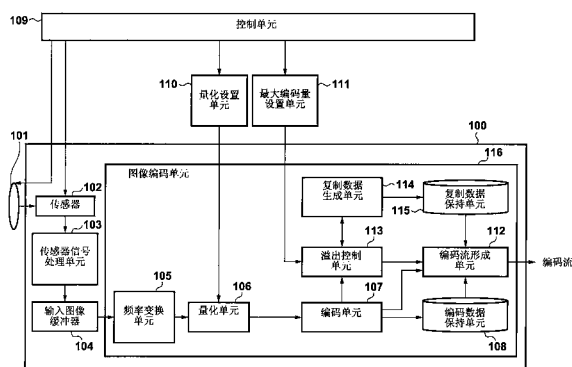 109
控制单元
110
量化设置
单元
最大编码量
设置单元
111
101
100
116
图像编码单元
102
传感器
复制数据
生成单元
114
复制数据
保持单元
115
103
传感器信号
处理单元
113
溢出控制
单元
112
编码流形成
单元
编码流
105
频率变换
单元
106
量化单元
107
编码单元
输入图像
缓冲器
104
编码数据
保持单元
108